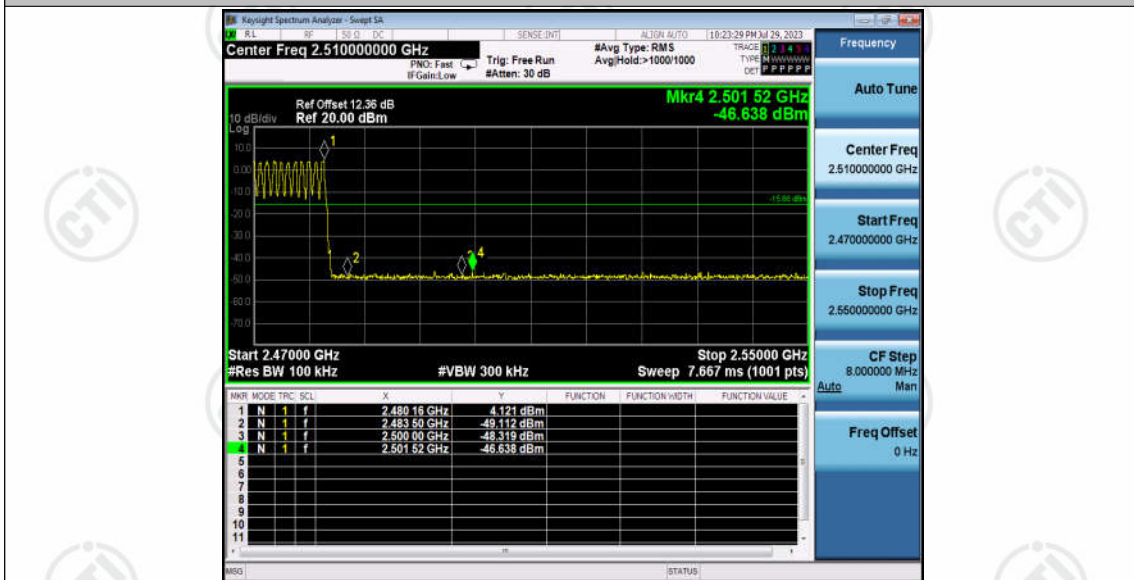 Keysight Spectrum Analyzer - Swept SA
RL RF 50 Ω DC SENSE:INT ALIGN AUTO 10:23:29 PM Jul 29, 2023
Center Freq 2.510000000 GHz
PNO: Fast
IFGain:Low
Trig: Free Run
#Atten: 30 dB
#Avg Type: RMS
Avg|Hold:>1000/1000
TRACE 1 2 3 4 5 6
TYPE M WWWWW
DET P P P P P P
Frequency
Auto Tune
Center Freq
2.510000000 GHz
Start Freq
2.470000000 GHz
Stop Freq
2.550000000 GHz
CF Step
8.000000 MHz
Auto Man
Freq Offset
0 Hz
Mkr4 2.501 52 GHz
-46.638 dBm
Ref Offset 12.36 dB
10 dB/div Ref 20.00 dBm
Log
10.0
0.00
-10.0
-20.0
-30.0
-40.0
-50.0
-60.0
-70.0
1
2
3
4
-15.88 dBm
Start 2.47000 GHz Stop 2.55000 GHz
#Res BW 100 kHz #VBW 300 kHz Sweep 7.667 ms (1001 pts)
MKR MODE TRC SCL X Y FUNCTION FUNCTION WIDTH FUNCTION VALUE
1 N 1 f 2.480 16 GHz 4.121 dBm
2 N 1 f 2.483 50 GHz -49.112 dBm
3 N 1 f 2.500 00 GHz -48.319 dBm
4 N 1 f 2.501 52 GHz -46.638 dBm
5
6
7
8
9
10
11
MSG STATUS
CTI
CTI